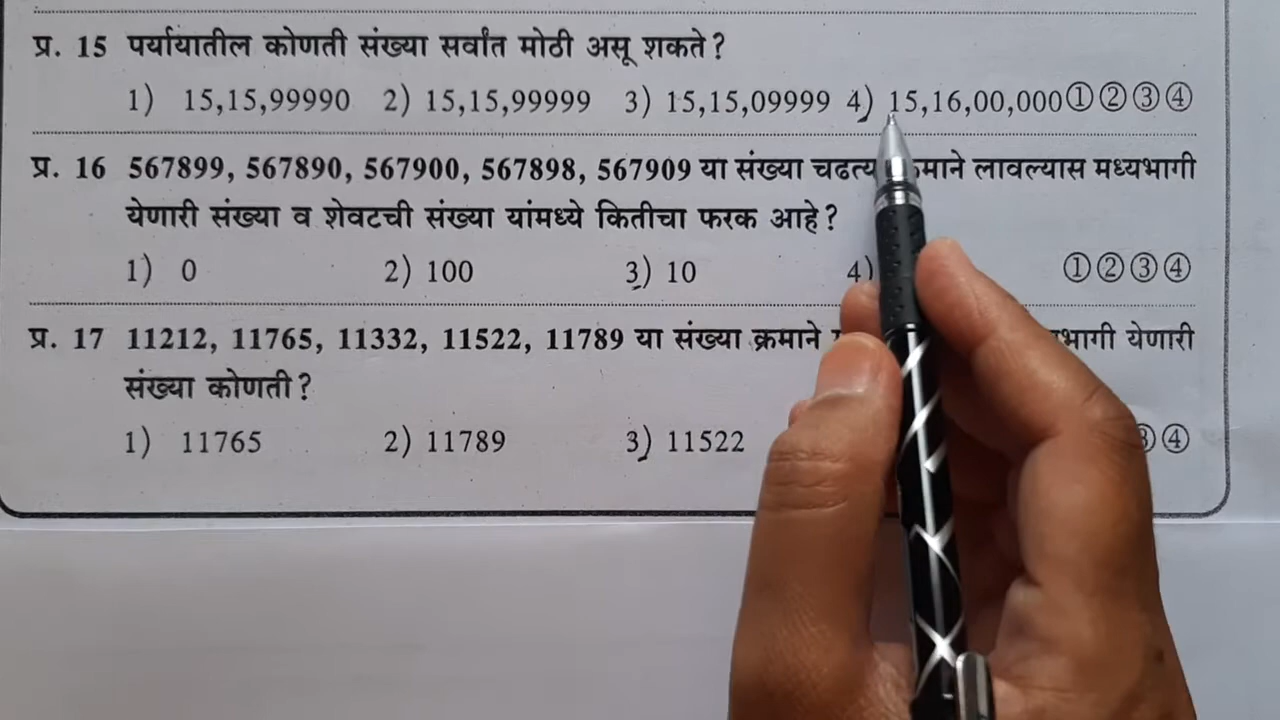 प्र. 15 पर्यायातील कोणती संख्या सर्वांत मोठी असू शकते?
1) 15,15,99990 2) 15,15,99999 3) 15,15,09999 4) 15,16,00,000 ① ② ③ ④
प्र. 16 567899, 567890, 567900, 567898, 567909 या संख्या लावल्यास मध्यभागी
येणारी संख्या व शेवटची संख्या यांमध्ये कितीचा फरक आहे?
1) 0 2) 100 3) 10 4) ① ② ③ ④
प्र. 17 11212, 11765, 11332, 11522, 11789 या संख्या क्रमाने येणारी
संख्या कोणती?
1) 11765 2) 11789 3) 11522 ④